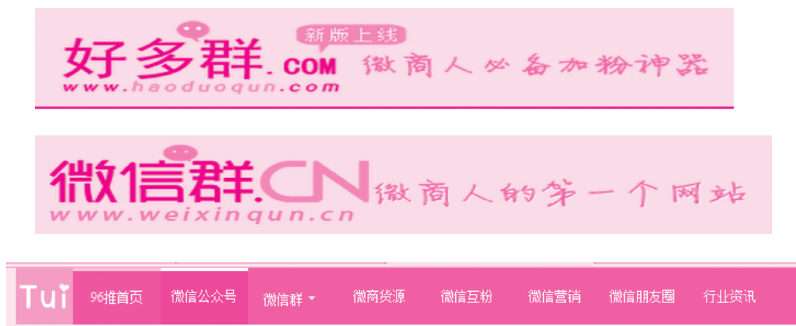 新版上线
好多群.COM 微商人必备加粉神器
www.haoduoqun.com
微信群.CN 微商人的第一个网站
www.weixinqun.cn
Tui 96推首页 微信公众号 微信群 微商货源 微信互粉 微信营销 微信朋友圈 行业资讯